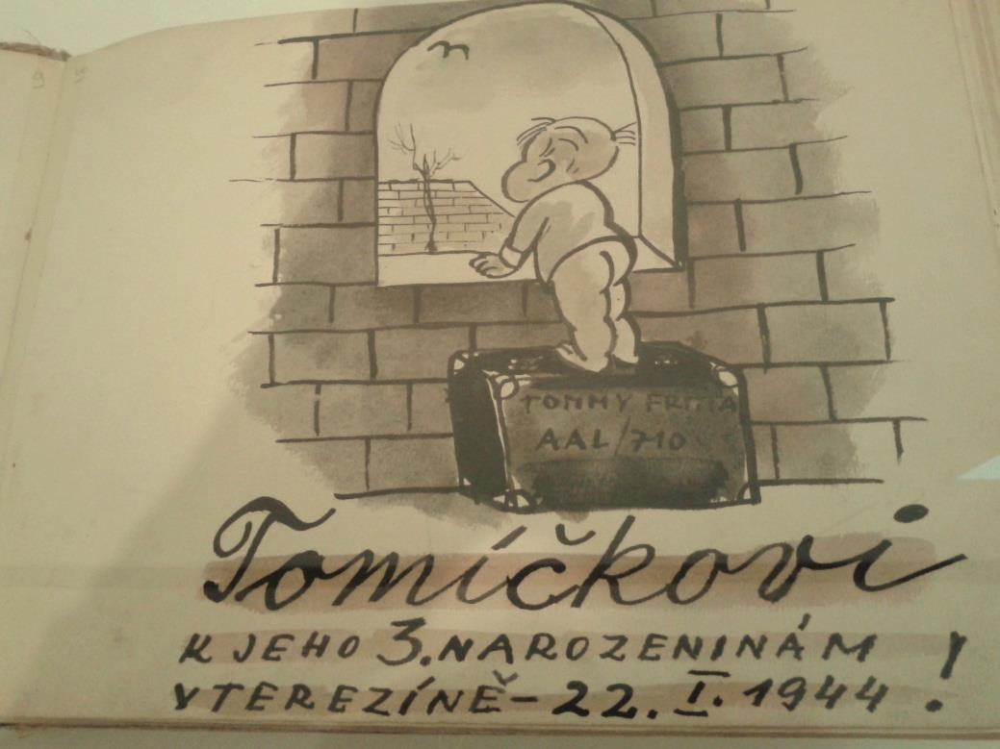 TOMMY FRITTA
AAL/710
Tomíčkovi
K JEHO 3. NAROZENINÁM
V TEREZÍNĚ - 22. I. 1944!